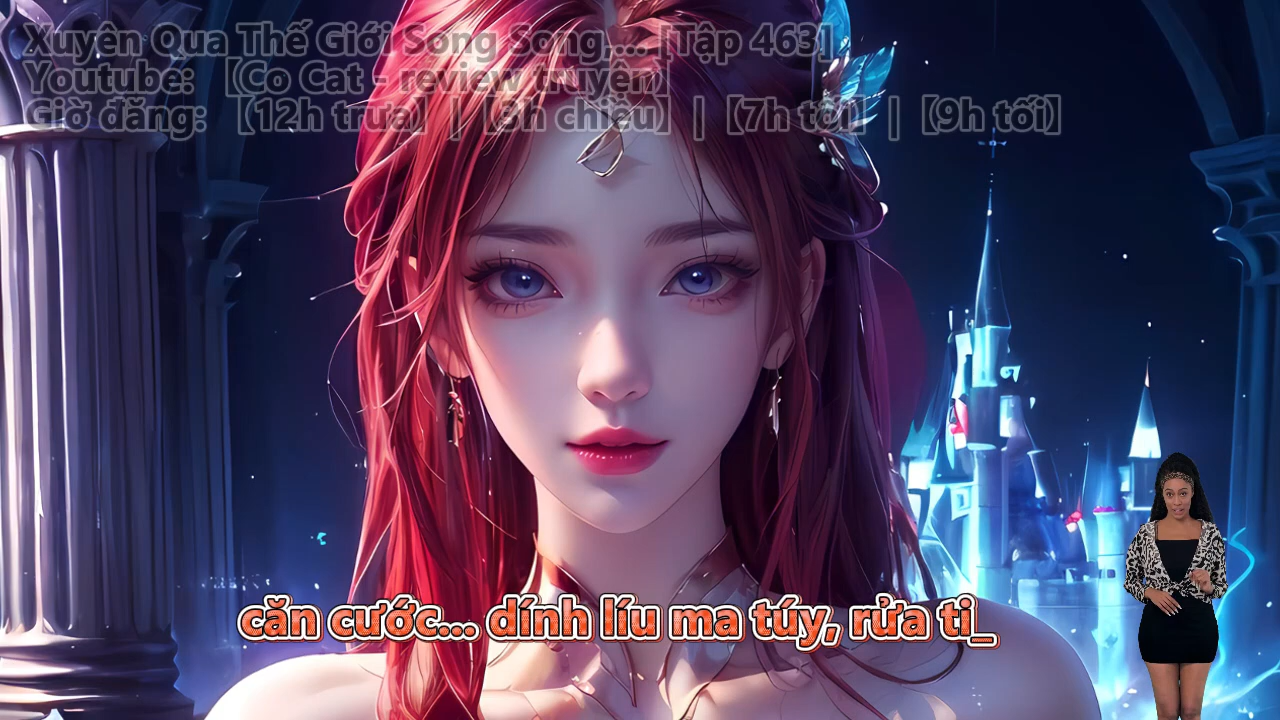 Xuyên Qua Thế Giới Song Song,... [Tập 463]
Youtube: 【Co Cat - review truyện】
Giờ đăng: 【12h trưa】 | 【3h chiều】 | 【7h tối】 | 【9h tối】
căn cước... dính líu ma túy, rửa ti_